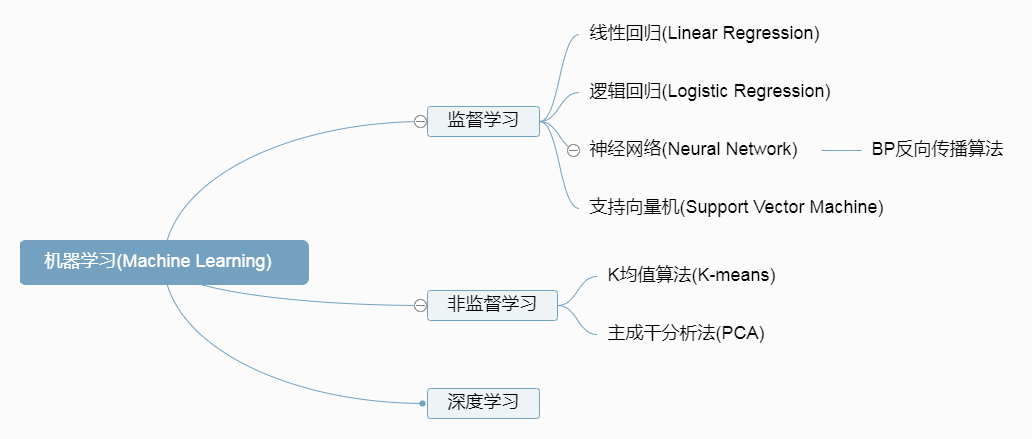 线性回归(Linear Regression)
逻辑回归(Logistic Regression)
监督学习
神经网络(Neural Network)
BP反向传播算法
支持向量机(Support Vector Machine)
机器学习(Machine Learning)
K均值算法(K-means)
非监督学习
主成干分析法(PCA)
深度学习